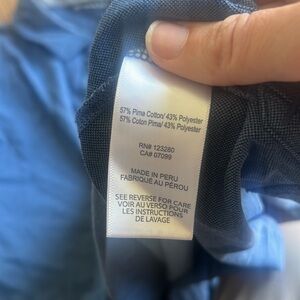 57% Pima Cotton/ 43% Polyester
57% Coton Pima/ 43% Polyester
RN# 123280
CA# 07099
MADE IN PERU
FABRIQUÉ AU PÉROU
SEE REVERSE FOR CARE
LIS AU VERSO POUR
LES INSTRUCTIONS
DE LAVAGE